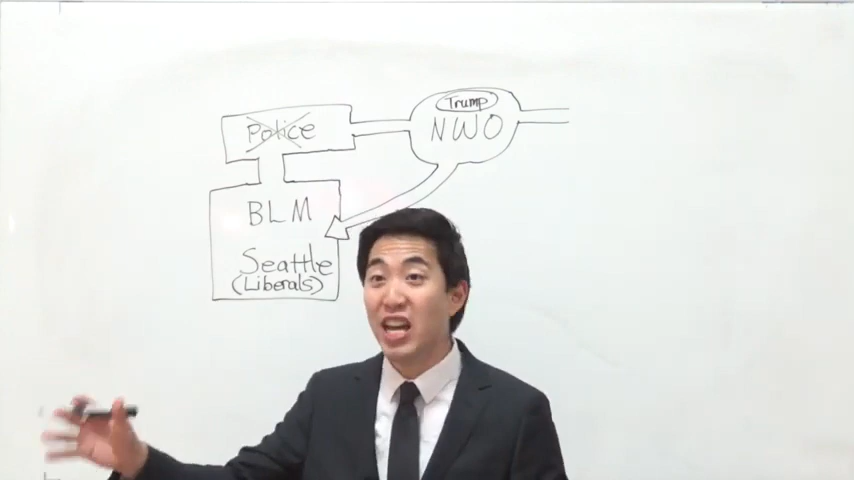 Trump
Police
NWO
BLM
Seattle
(Liberals)